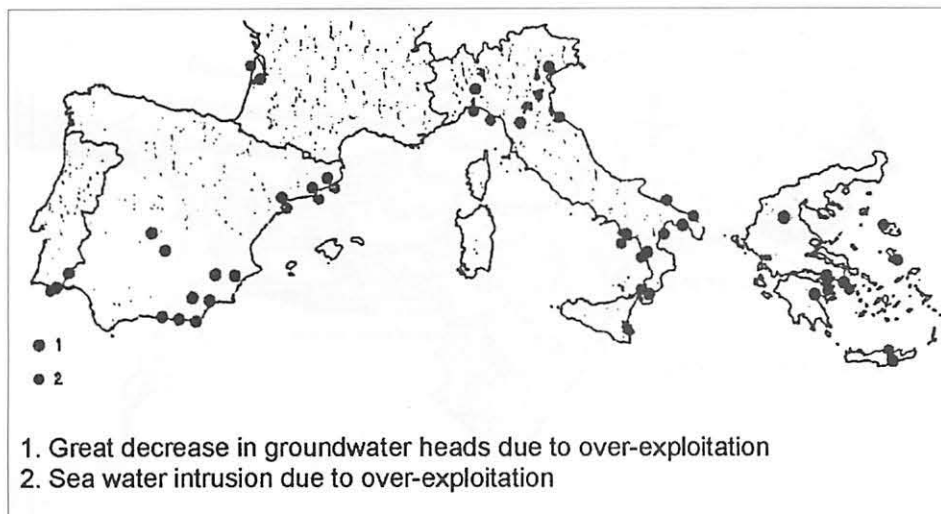 1
2
1. Great decrease in groundwater heads due to over-exploitation
2. Sea water intrusion due to over-exploitation